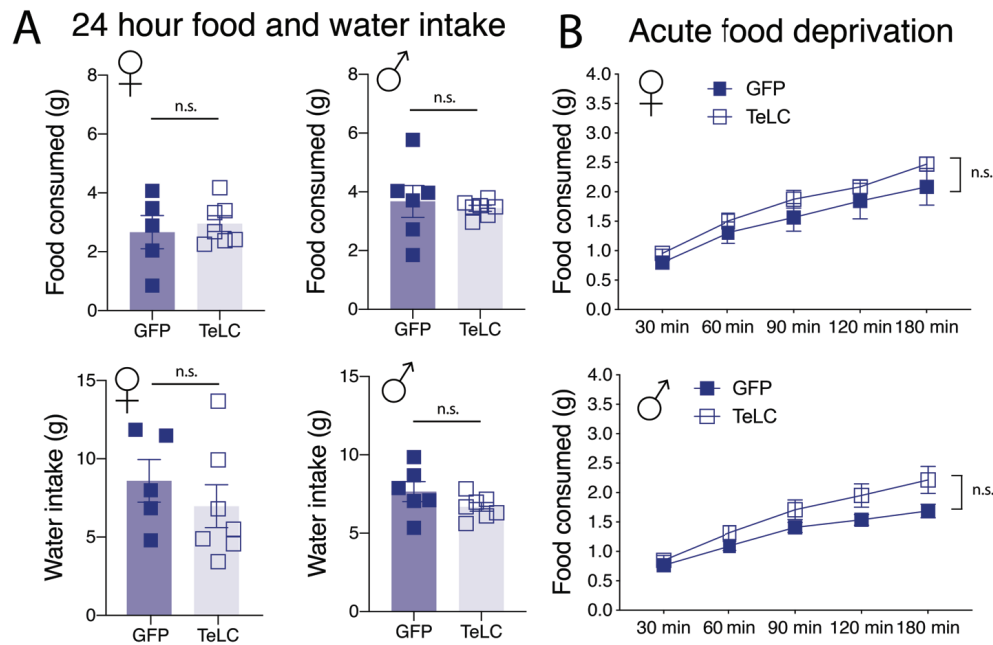 A 24 hour food and water intake
Food consumed (g)
8
6
4
2
0
n.s.
GFP TeLC
Food consumed (g)
8
6
4
2
0
n.s.
GFP TeLC
Water intake (g)
15
10
5
0
n.s.
GFP TeLC
Water intake (g)
15
10
5
0
n.s.
GFP TeLC
B Acute food deprivation
Food consumed (g)
4.0
3.5
3.0
2.5
2.0
1.5
1.0
0.5
0.0
GFP
TeLC
n.s.
30 min 60 min 90 min 120 min 180 min
Food consumed (g)
4.0
3.5
3.0
2.5
2.0
1.5
1.0
0.5
0.0
GFP
TeLC
n.s.
30 min 60 min 90 min 120 min 180 min